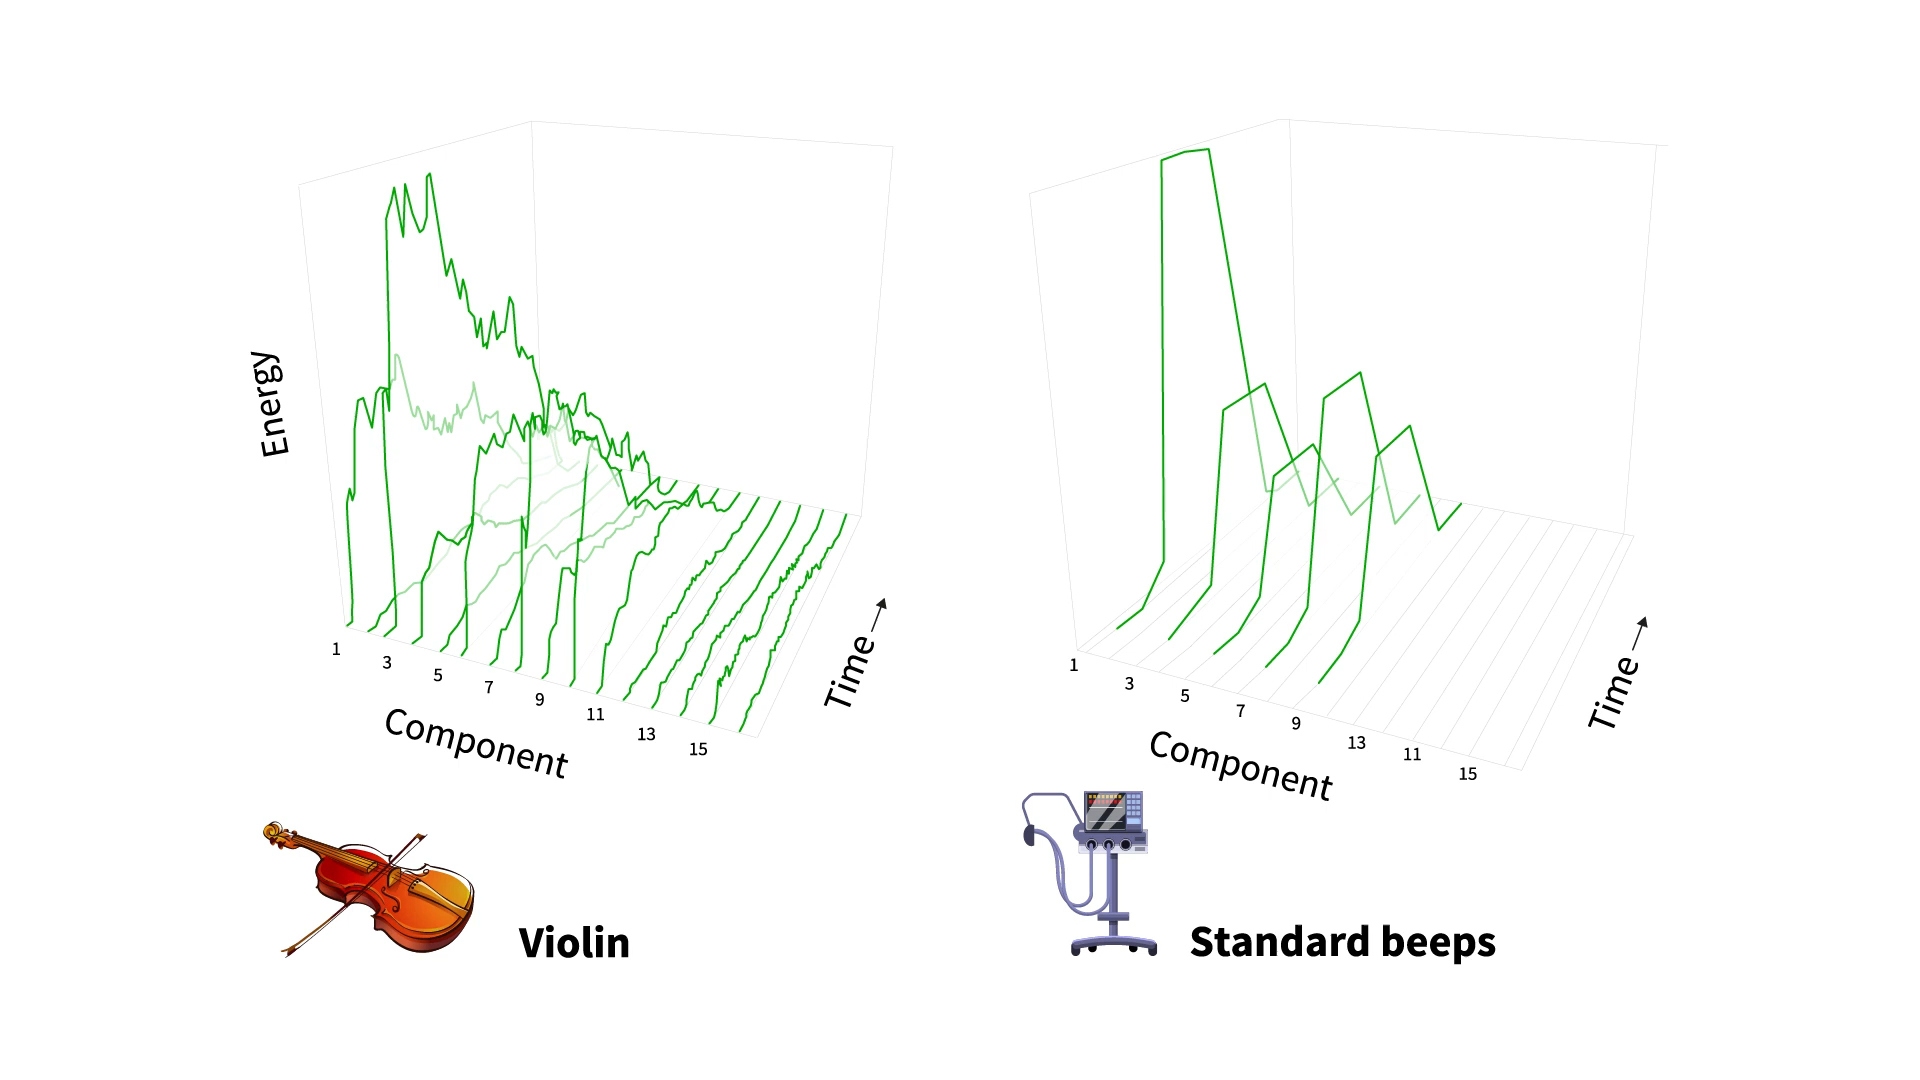 Energy
1
3
5
7
9
11
13
15
Component
Time
Violin
1
3
5
7
9
13
11
15
Component
Time
Standard beeps